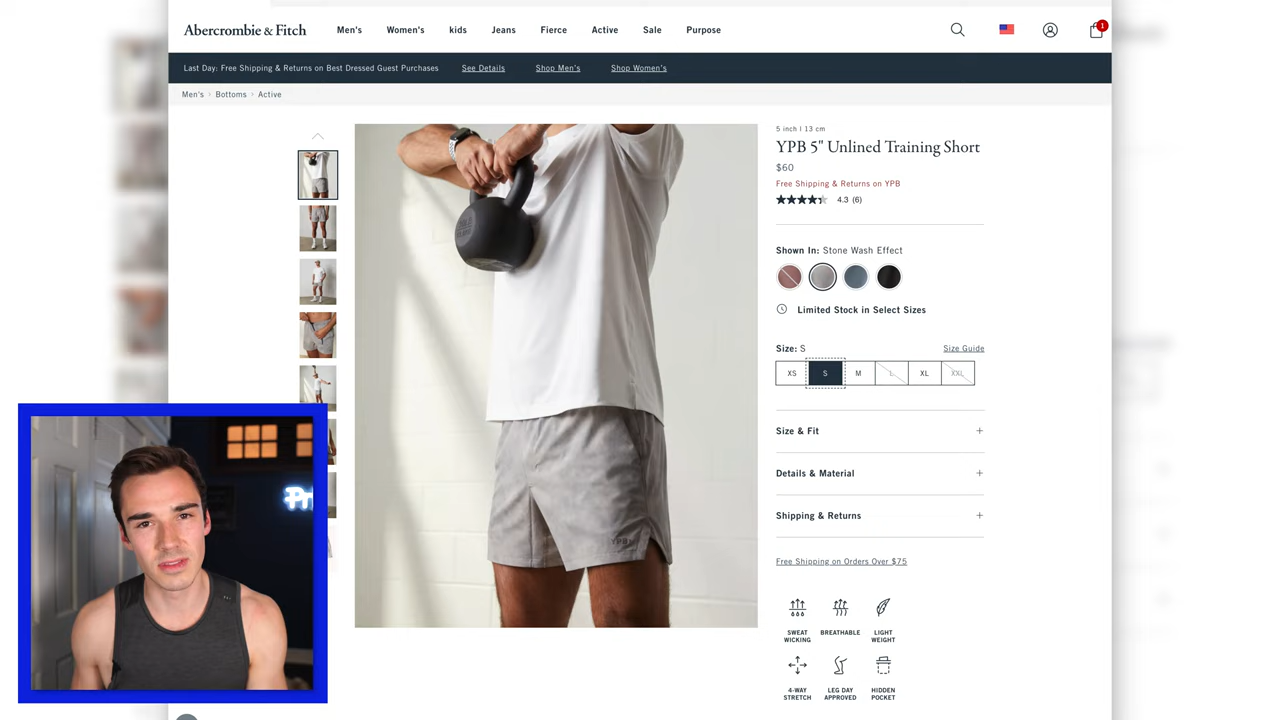 Abercrombie & Fitch Men's Women's kids Jeans Fierce Active Sale Purpose 1
Last Day: Free Shipping & Returns on Best Dressed Guest Purchases See Details Shop Men's Shop Women's
Men's › Bottoms › Active
5 inch | 13 cm
YPB 5" Unlined Training Short
$60
Free Shipping & Returns on YPB
4.3 (6)
Shown In: Stone Wash Effect
Limited Stock in Select Sizes
Size: S Size Guide
XS S M L XL XXL
Size & Fit +
Details & Material +
Shipping & Returns +
Free Shipping on Orders Over $75
SWEAT WICKING
BREATHABLE
LIGHT WEIGHT
4-WAY STRETCH
LEG DAY APPROVED
HIDDEN POCKET
YPB